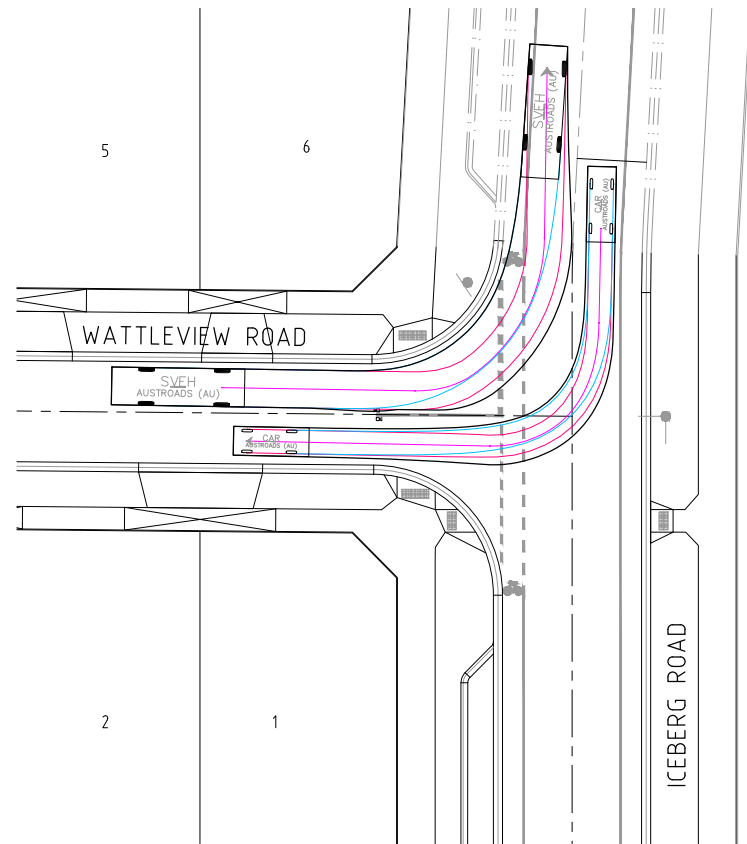 5
6
SVEH
AUSTROADS (AU)
CAR
AUSTROADS (AU)
WATTLEVIEW ROAD
SVEH
AUSTROADS (AU)
CAR
AUSTROADS (AU)
2
1
ICEBERG ROAD